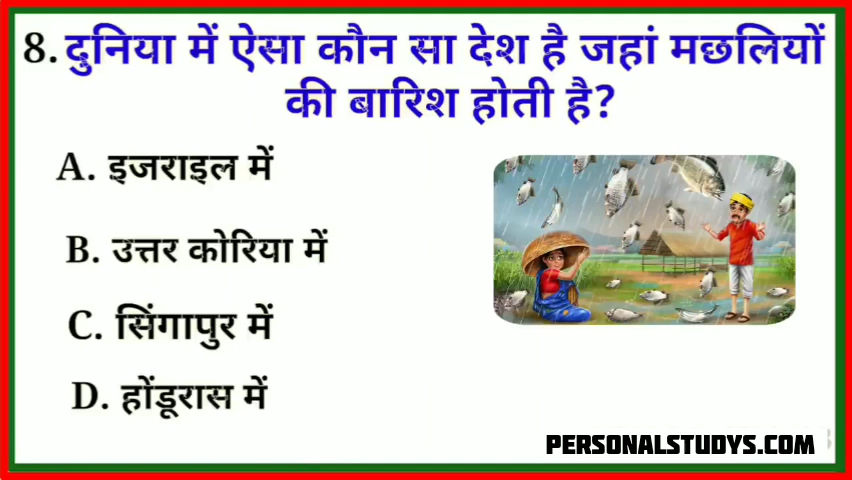 8. दुनिया में ऐसा कौन सा देश है जहां मछलियों
की बारिश होती है?
A. इजराइल में
B. उत्तर कोरिया में
C. सिंगापुर में
D. होंडूरास में
PERSONALSTUDYS.COM